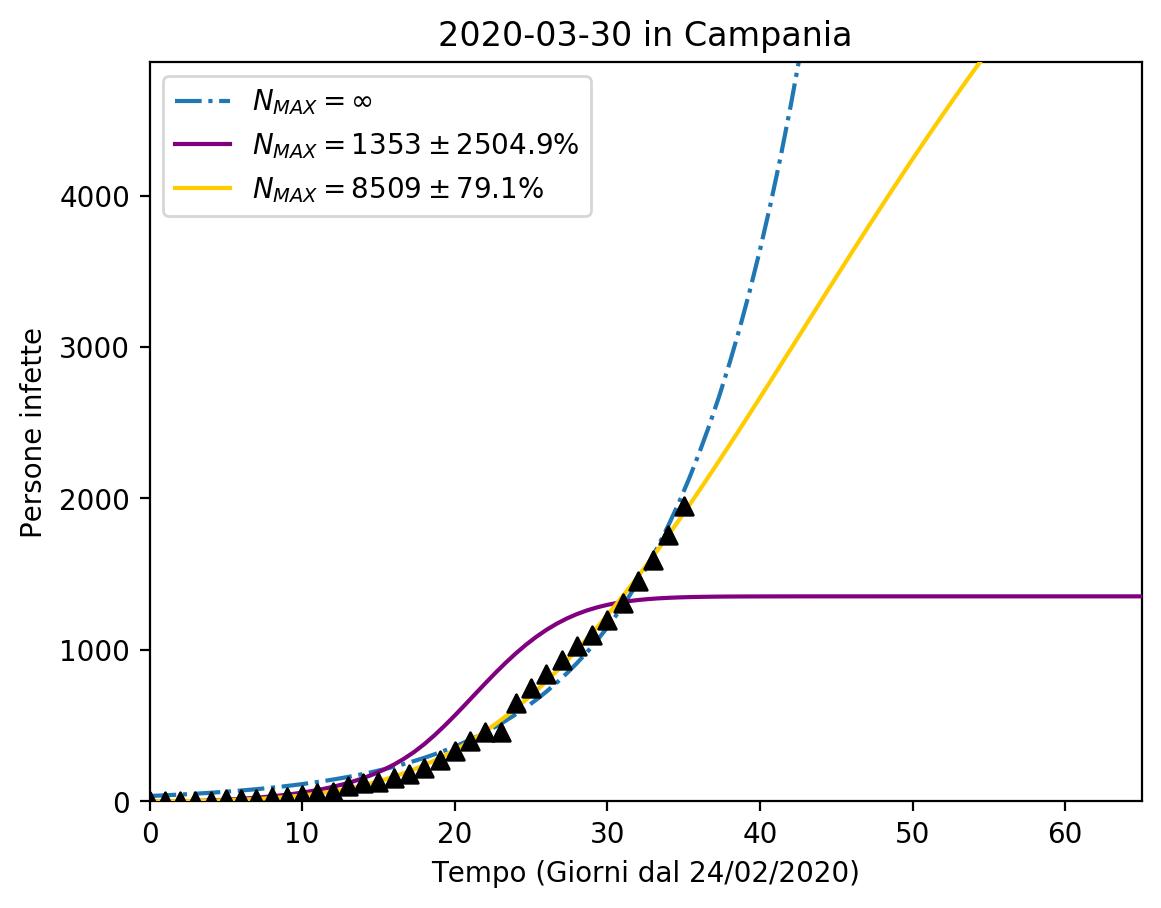 2020-03-30 in Campania
N_MAX = ∞
N_MAX = 1353 ± 2504.9%
N_MAX = 8509 ± 79.1%
Persone infette
4000
3000
2000
1000
0
0 10 20 30 40 50 60
Tempo (Giorni dal 24/02/2020)